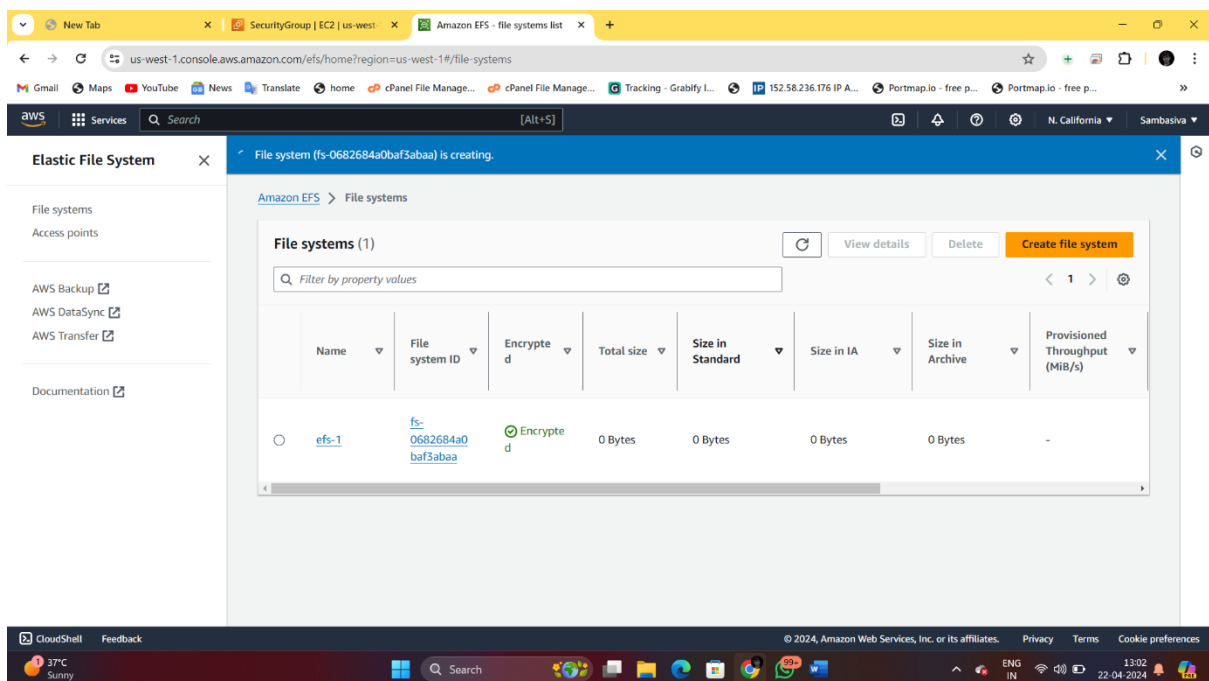 New Tab
SecurityGroup | EC2 | us-west-
Amazon EFS - file systems list
us-west-1.console.aws.amazon.com/efs/home?region=us-west-1#/file-systems
Gmail
Maps
YouTube
News
Translate
home
cPanel File Manage...
cPanel File Manage...
Tracking - Grabify I...
152.58.236.176 IP A...
Portmap.io - free p...
Portmap.io - free p...
aws
Services
Search
[Alt+S]
N. California
Sambasiva
Elastic File System
File systems
Access points
AWS Backup
AWS DataSync
AWS Transfer
Documentation
File system (fs-0682684a0baf3abaa) is creating.
Amazon EFS
File systems
File systems (1)
View details
Delete
Create file system
Filter by property values
1
Name
File
system ID
Encrypte
d
Total size
Size in
Standard
Size in IA
Size in
Archive
Provisioned
Throughput
(MiB/s)
efs-1
fs-
0682684a0
baf3abaa
Encrypte
d
0 Bytes
0 Bytes
0 Bytes
0 Bytes
-
CloudShell
Feedback
© 2024, Amazon Web Services, Inc. or its affiliates.
Privacy
Terms
Cookie preferences
1
37°C
Sunny
Search
99+
ENG
IN
13:02
22-04-2024